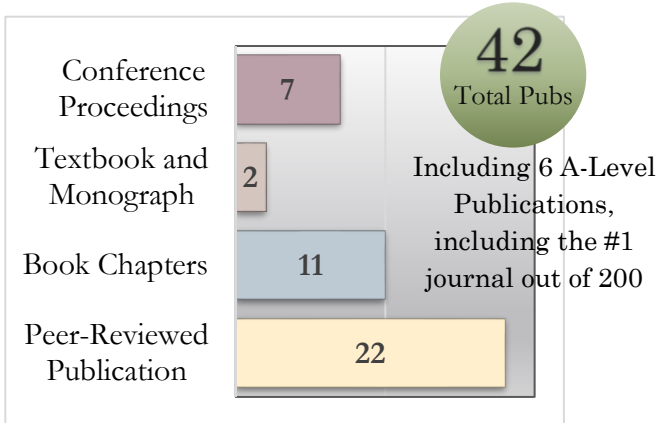 42
Total Pubs
Conference
Proceedings
7
Textbook and
Monograph
2
Including 6 A-Level
Publications,
including the #1
journal out of 200
Book Chapters
11
Peer-Reviewed
Publication
22